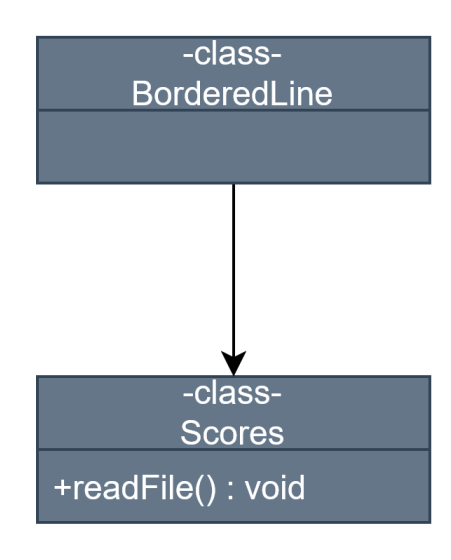 -class-
BorderedLine
-class-
Scores
+readFile() : void